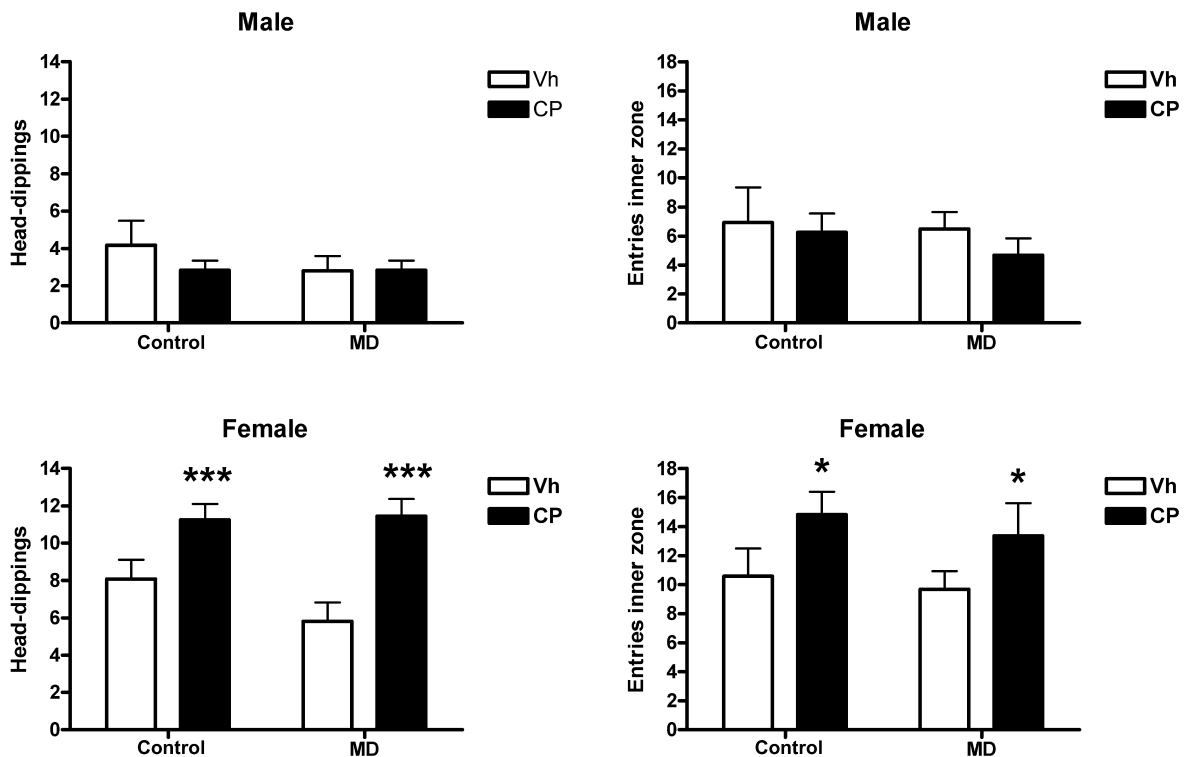 Male
Head-dippings
14
12
10
8
6
4
2
0
Control MD
Vh
CP
Male
Entries inner zone
18
16
14
12
10
8
6
4
2
0
Control MD
Vh
CP
Female
Head-dippings
14
12
10
8
6
4
2
0
*** ***
Control MD
Vh
CP
Female
Entries inner zone
18
16
14
12
10
8
6
4
2
0
* *
Control MD
Vh
CP